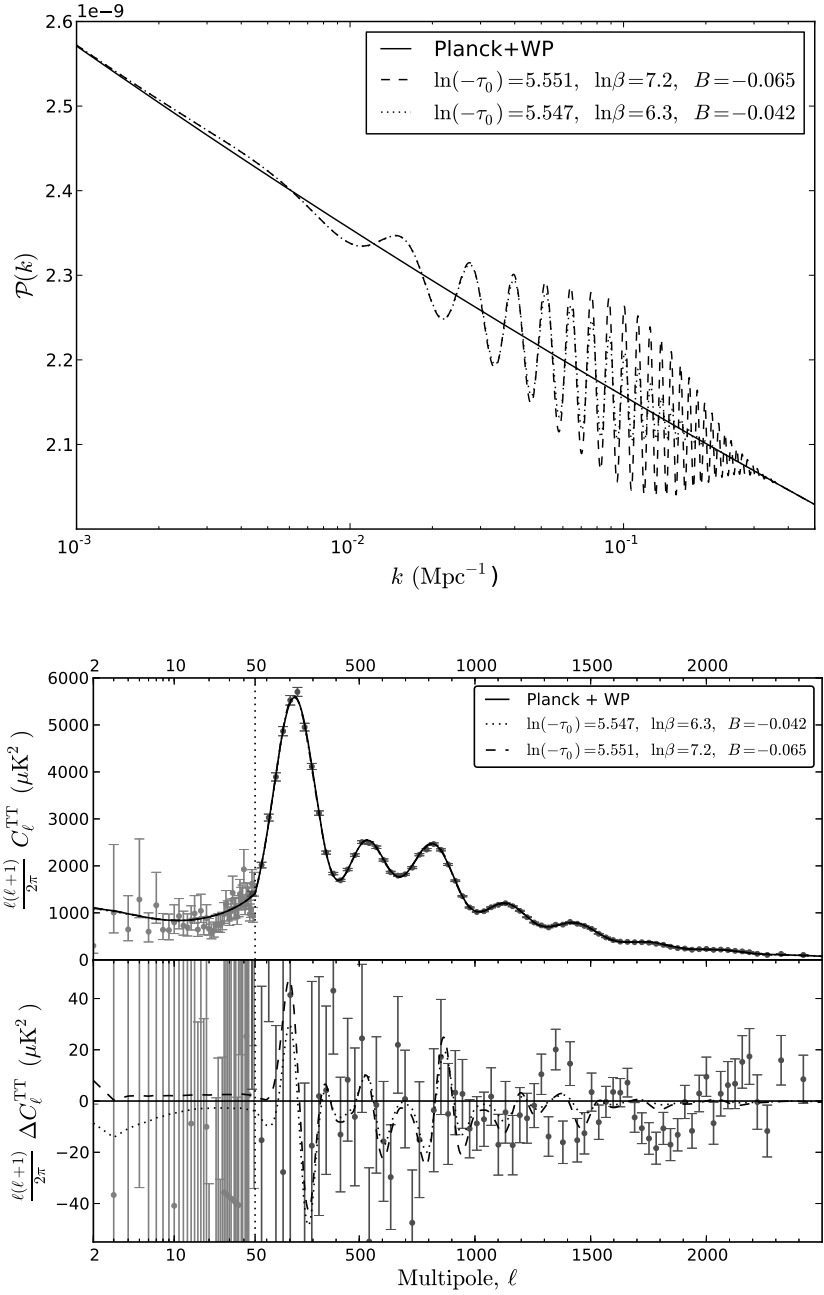 1e−9
2.6
2.5
2.4
2.3
2.2
2.1
𝒫(k)
Planck+WP
ln(−τ₀)=5.551, lnβ=7.2, B=−0.065
ln(−τ₀)=5.547, lnβ=6.3, B=−0.042
10⁻³ 10⁻² 10⁻¹
k (Mpc⁻¹)
2 10 50 500 1000 1500 2000
6000
5000
4000
3000
2000
1000
0
ℓ(ℓ+1)/2π C_ℓ^TT (μK²)
Planck + WP
ln(−τ₀)=5.547, lnβ=6.3, B=−0.042
ln(−τ₀)=5.551, lnβ=7.2, B=−0.065
40
20
0
−20
−40
ℓ(ℓ+1)/2π ΔC_ℓ^TT (μK²)
2 10 50 500 1000 1500 2000
Multipole, ℓ